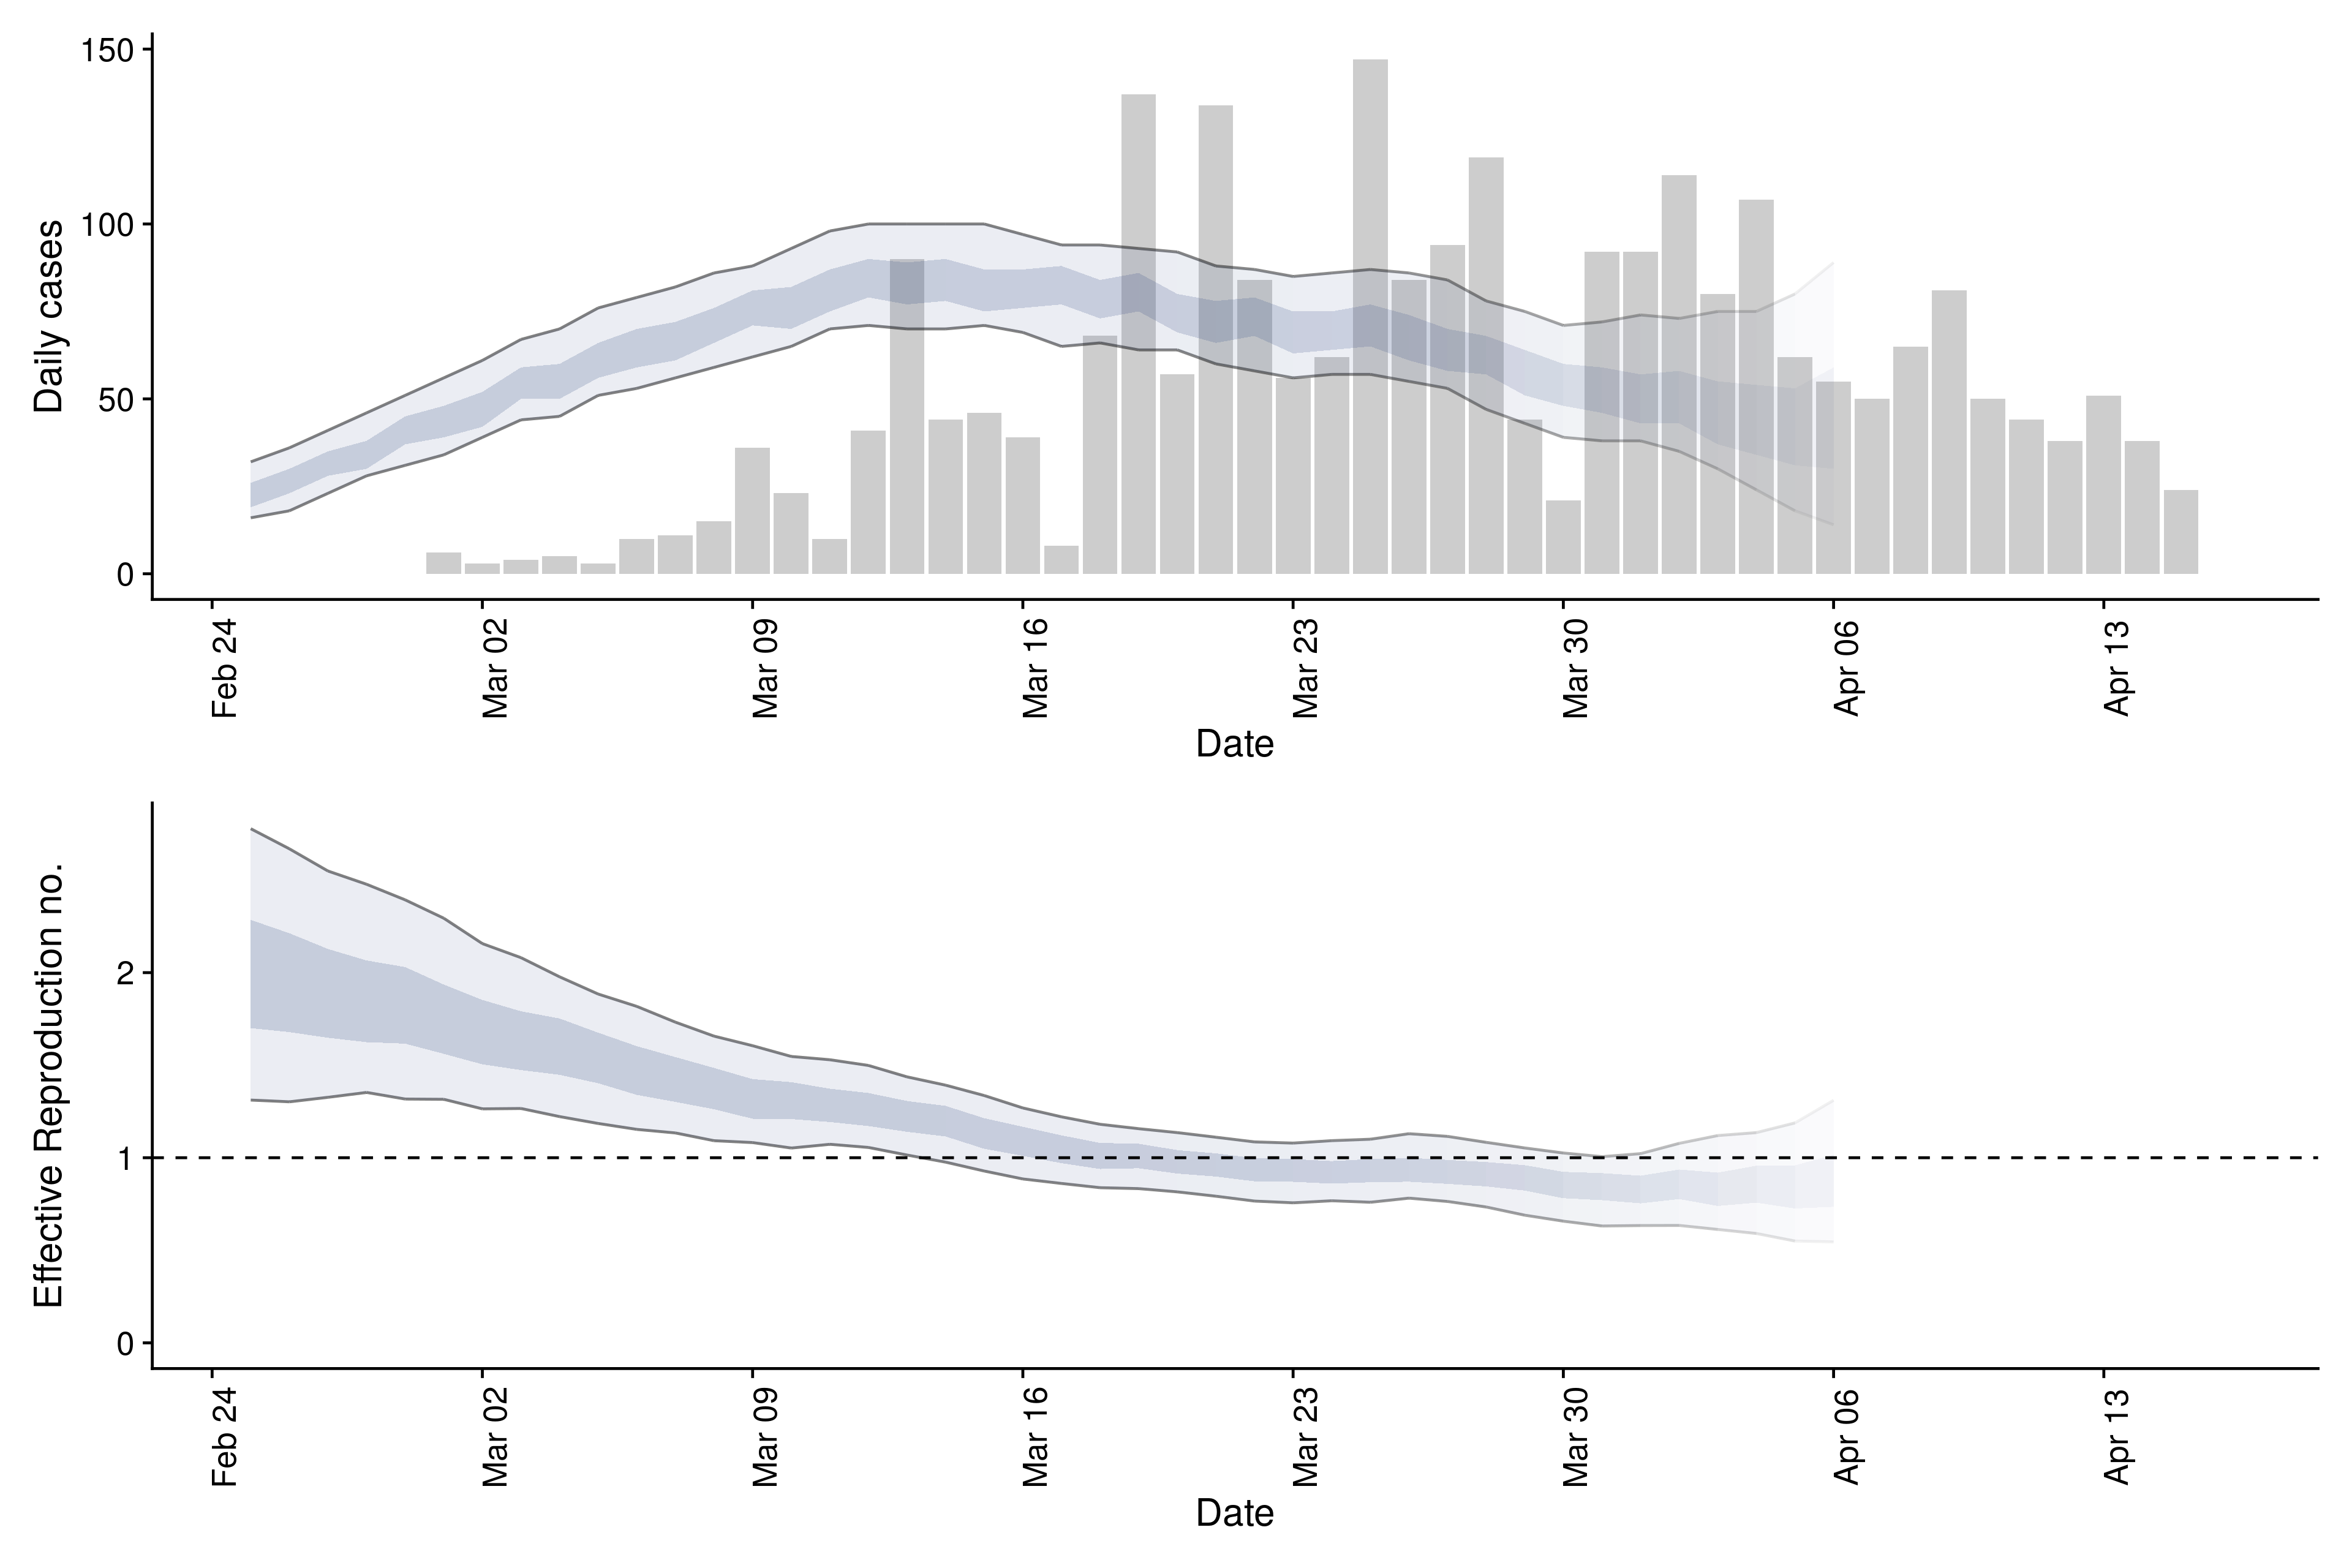 Daily cases
150
100
50
0
Feb 24
Mar 02
Mar 09
Mar 16
Mar 23
Mar 30
Apr 06
Apr 13
Date
Effective Reproduction no.
2
1
0
Feb 24
Mar 02
Mar 09
Mar 16
Mar 23
Mar 30
Apr 06
Apr 13
Date